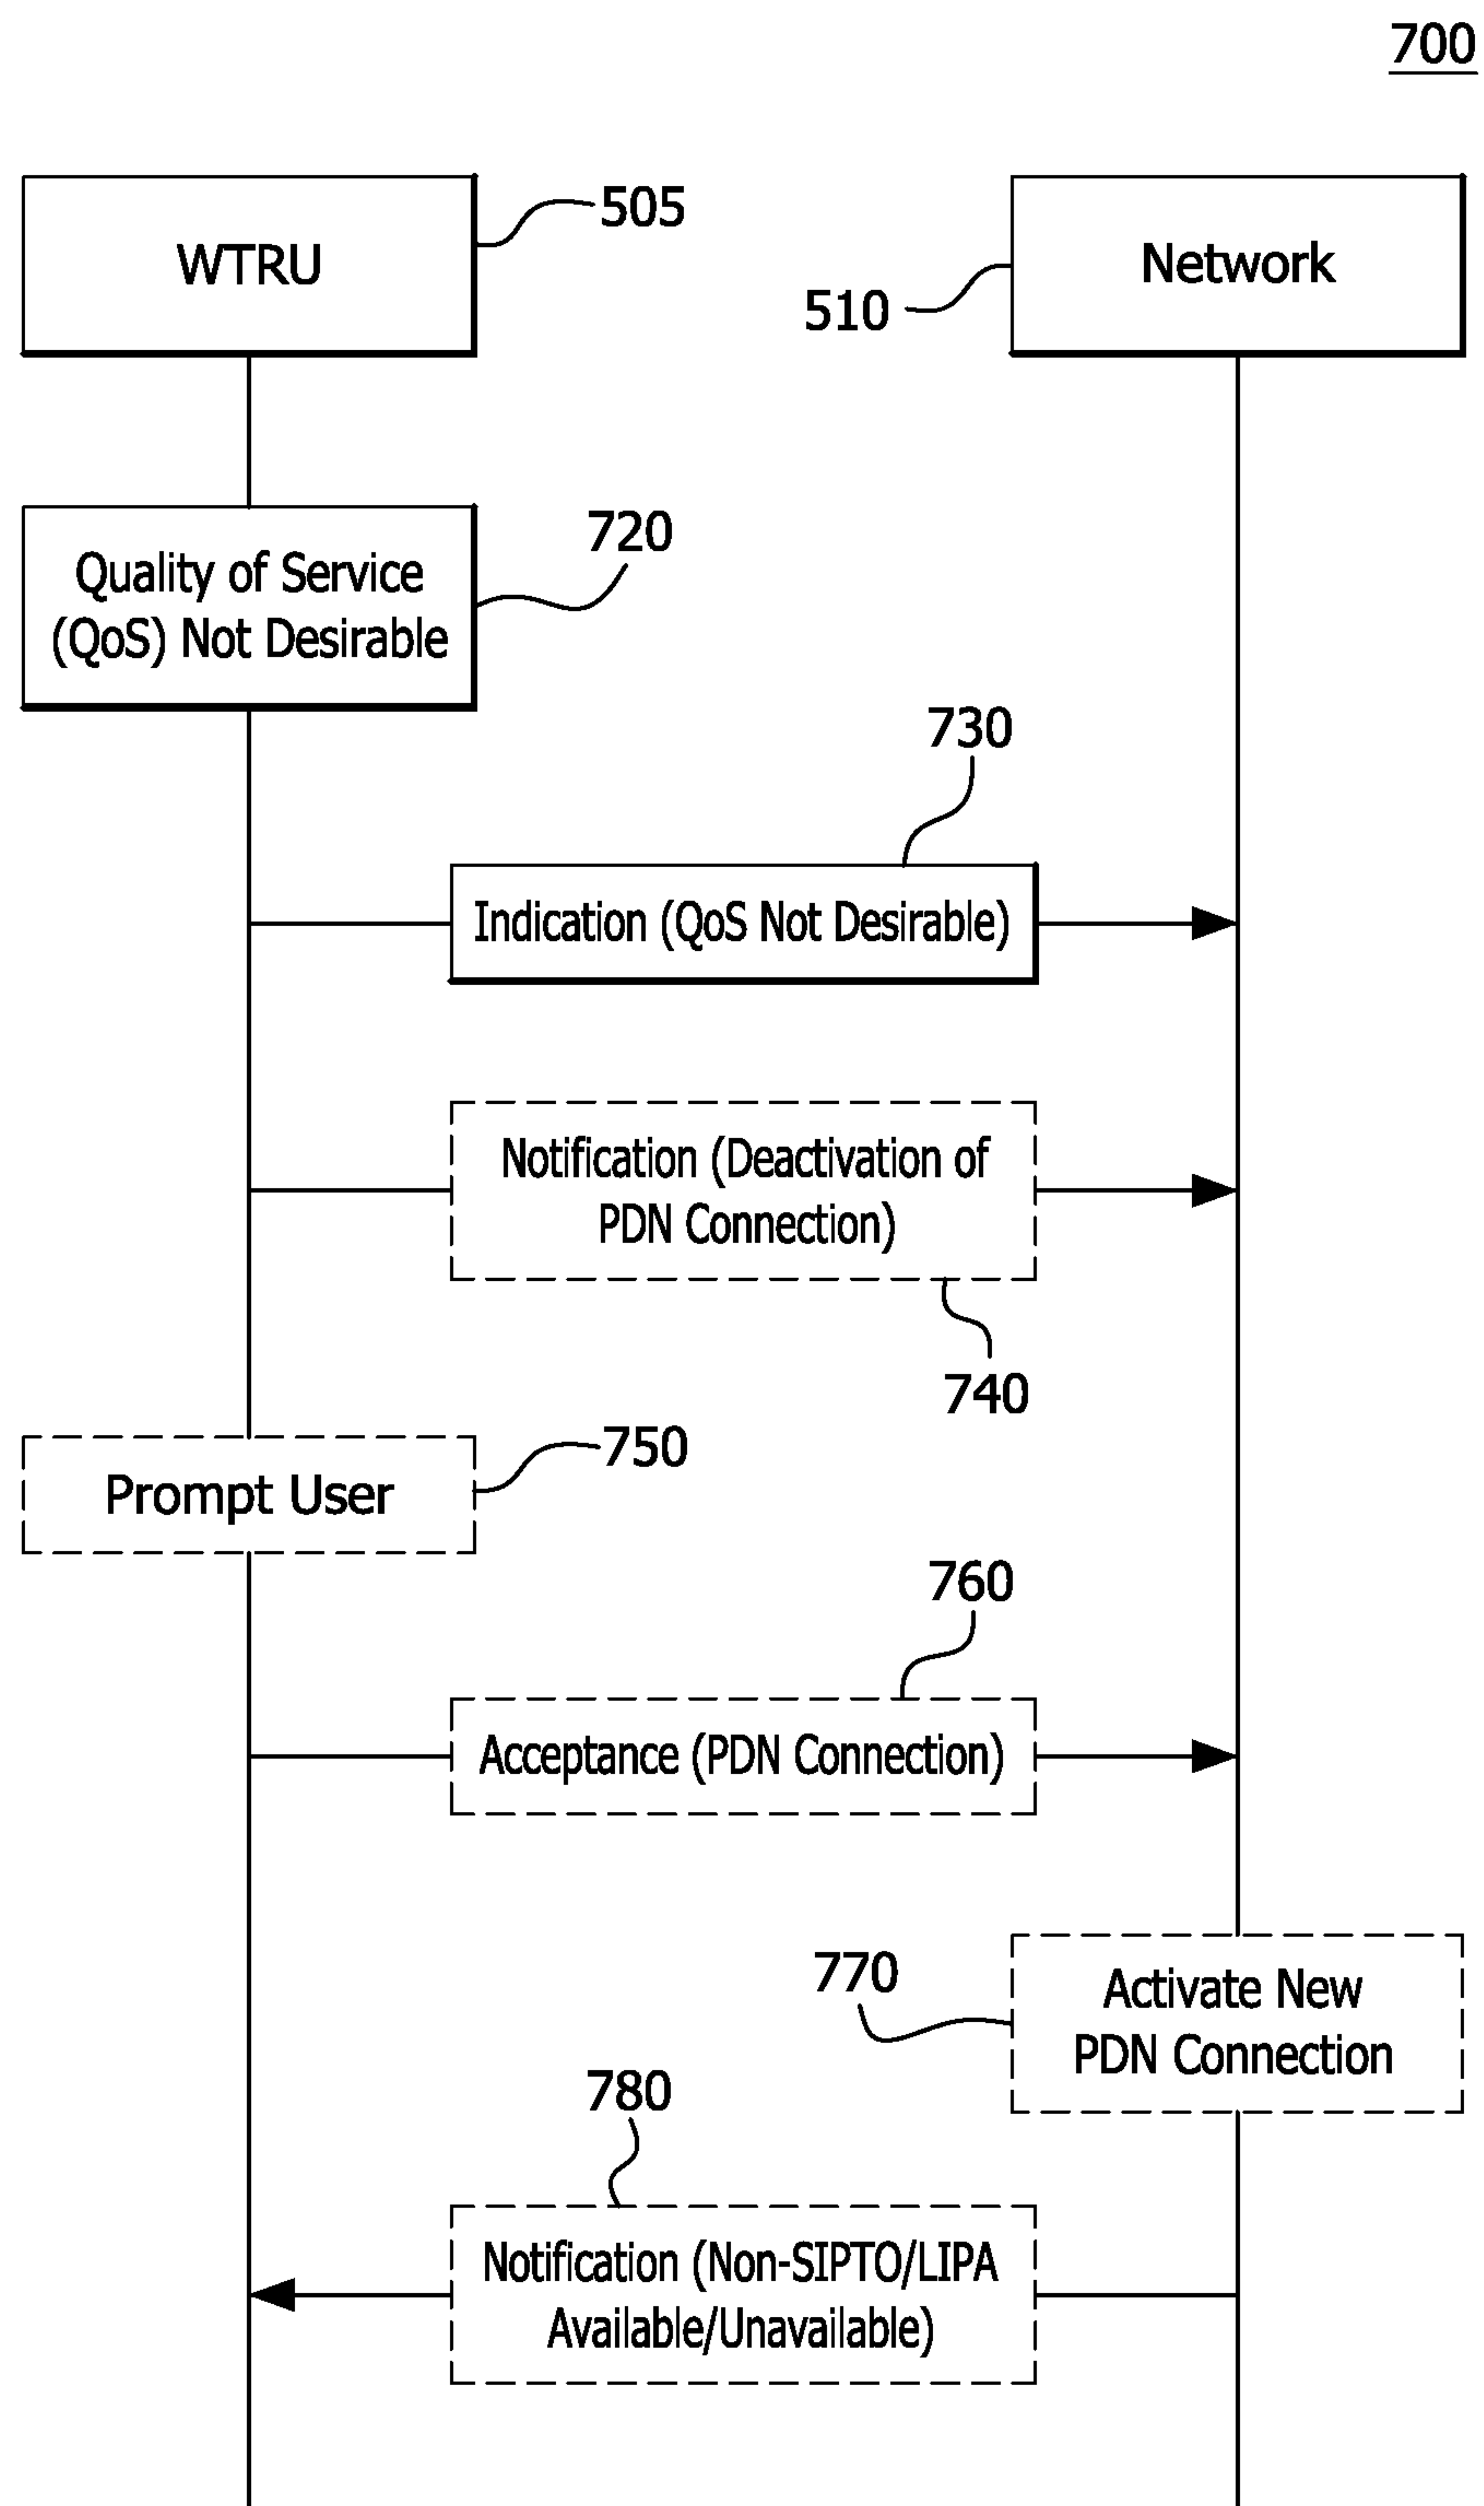 700
WTRU
505
Network
510
Quality of Service
(QoS) Not Desirable
720
730
Indication (QoS Not Desirable)
Notification (Deactivation of
PDN Connection)
740
Prompt User
750
760
Acceptance (PDN Connection)
770
Activate New
PDN Connection
780
Notification (Non-SIPTO/LIPA
Available/Unavailable)